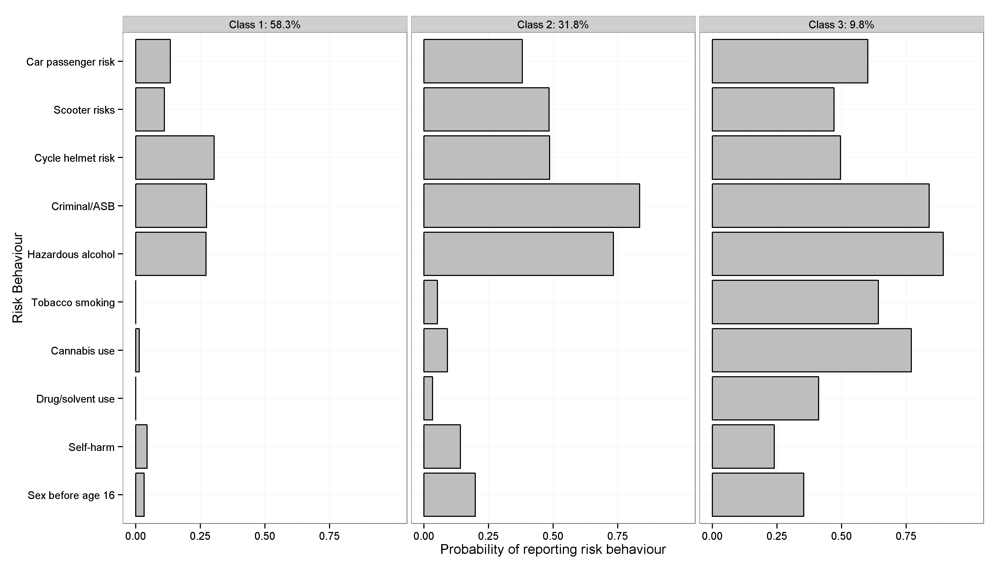 Class 1: 58.3%
Class 2: 31.8%
Class 3: 9.8%
Risk Behaviour
Car passenger risk
Scooter risks
Cycle helmet risk
Criminal/ASB
Hazardous alcohol
Tobacco smoking
Cannabis use
Drug/solvent use
Self-harm
Sex before age 16
0.00 0.25 0.50 0.75
0.00 0.25 0.50 0.75
0.00 0.25 0.50 0.75
Probability of reporting risk behaviour